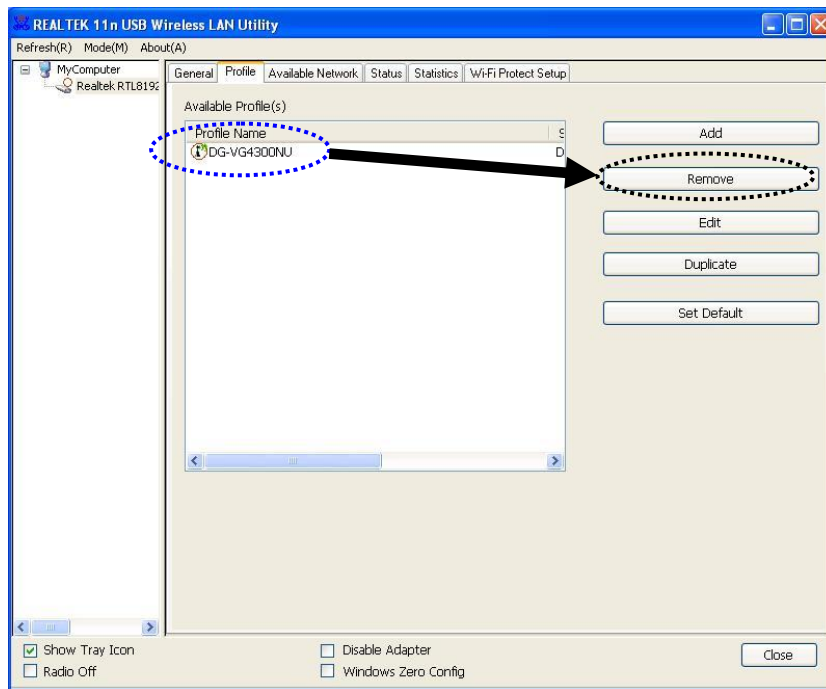 REALTEK 11n USB Wireless LAN Utility
Refresh(R) Mode(M) About(A)
MyComputer
Realtek RTL8192
General Profile Available Network Status Statistics Wi-Fi Protect Setup
Available Profile(s)
Profile Name S
DG-VG4300NU D
Add
Remove
Edit
Duplicate
Set Default
Show Tray Icon
Radio Off
Disable Adapter
Windows Zero Config
Close